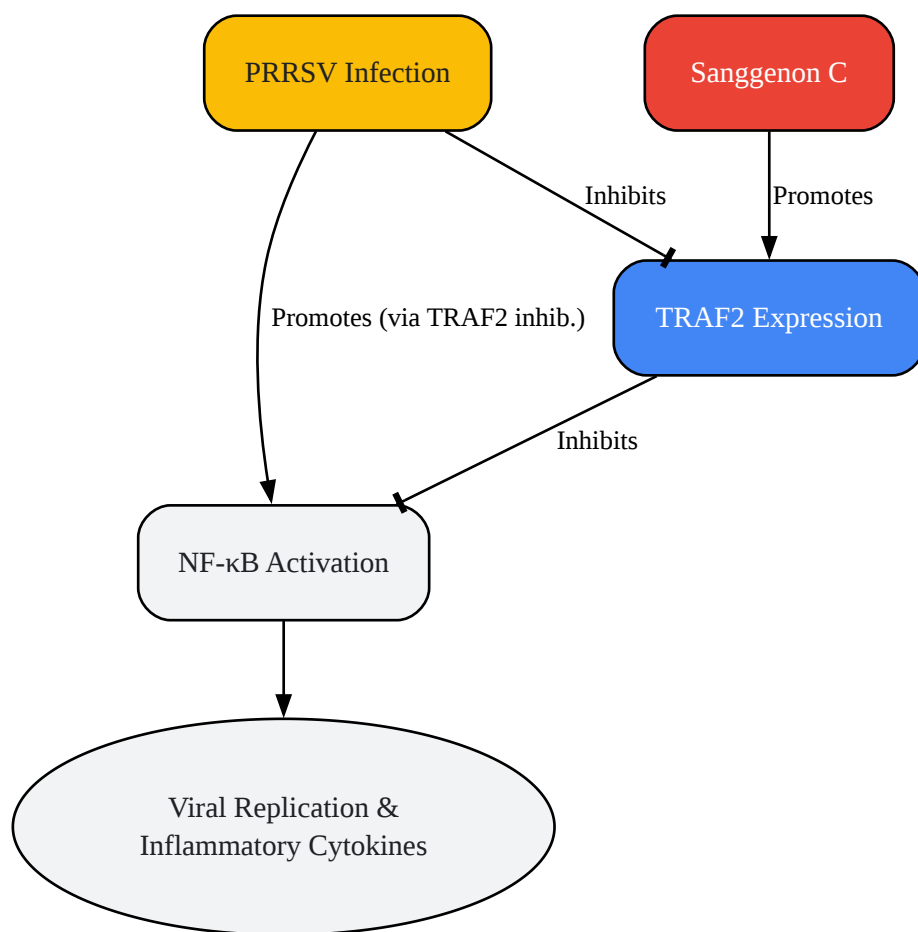 PRRSV Infection
Sanggenon C
Inhibits
Promotes
Promotes (via TRAF2 inhib.)
TRAF2 Expression
Inhibits
NF-κB Activation
Viral Replication &
Inflammatory Cytokines